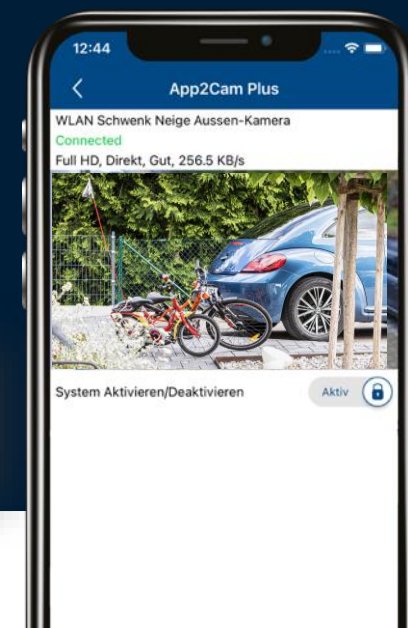 12:44
App2Cam Plus
WLAN Schwenk Neige Aussen-Kamera
Connected
Full HD, Direkt, Gut, 256.5 KB/s
System Aktivieren/Deaktivieren
Aktiv